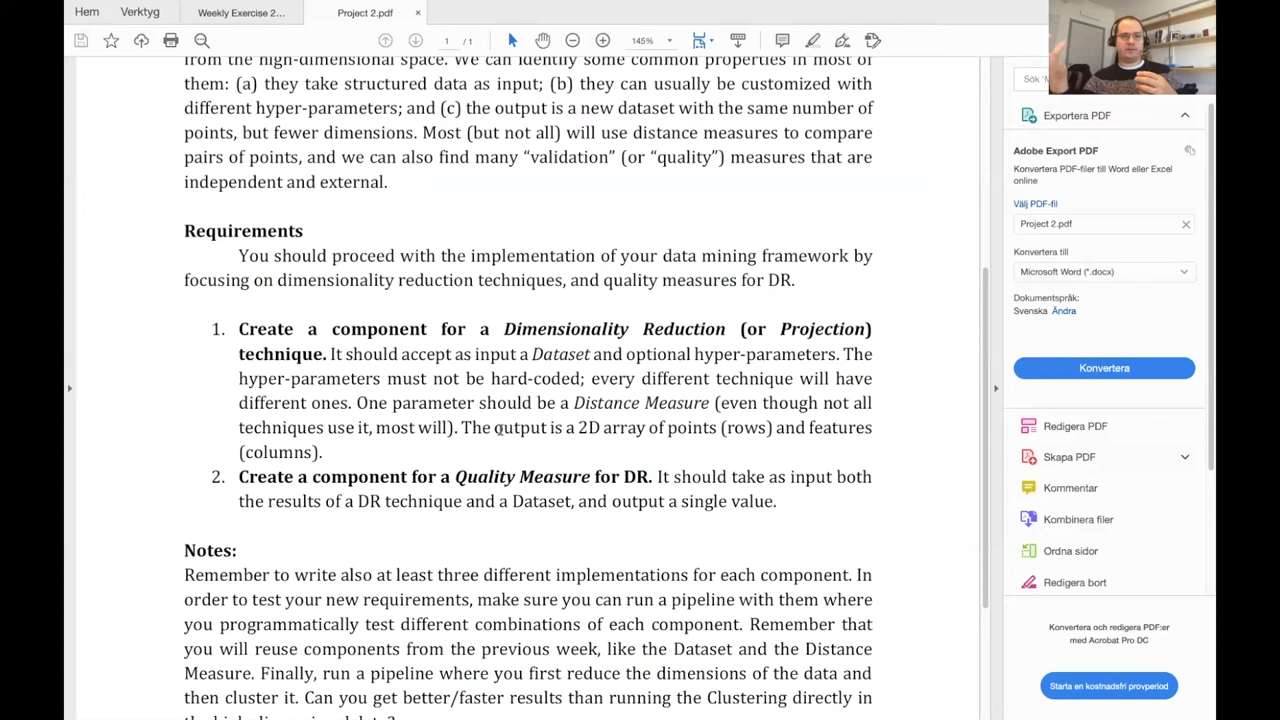 Hem Verktyg Weekly Exercise 2... Project 2.pdf ×
1 / 1 145%
from the high-dimensional space. We can identify some common properties in most of
them: (a) they take structured data as input; (b) they can usually be customized with
different hyper-parameters; and (c) the output is a new dataset with the same number of
points, but fewer dimensions. Most (but not all) will use distance measures to compare
pairs of points, and we can also find many “validation” (or “quality”) measures that are
independent and external.
Requirements
You should proceed with the implementation of your data mining framework by
focusing on dimensionality reduction techniques, and quality measures for DR.
1. Create a component for a Dimensionality Reduction (or Projection)
technique. It should accept as input a Dataset and optional hyper-parameters. The
hyper-parameters must not be hard-coded; every different technique will have
different ones. One parameter should be a Distance Measure (even though not all
techniques use it, most will). The output is a 2D array of points (rows) and features
(columns).
2. Create a component for a Quality Measure for DR. It should take as input both
the results of a DR technique and a Dataset, and output a single value.
Notes:
Remember to write also at least three different implementations for each component. In
order to test your new requirements, make sure you can run a pipeline with them where
you programmatically test different combinations of each component. Remember that
you will reuse components from the previous week, like the Dataset and the Distance
Measure. Finally, run a pipeline where you first reduce the dimensions of the data and
then cluster it. Can you get better/faster results than running the Clustering directly in
Sök
Exportera PDF
Adobe Export PDF
Konvertera PDF-filer till Word eller Excel
online
Välj PDF-fil
Project 2.pdf
Konvertera till
Microsoft Word (*.docx)
Dokumentspråk:
Svenska Ändra
Konvertera
Redigera PDF
Skapa PDF
Kommentar
Kombinera filer
Ordna sidor
Redigera bort
Konvertera och redigera PDF:er
med Acrobat Pro DC
Starta en kostnadsfri provperiod